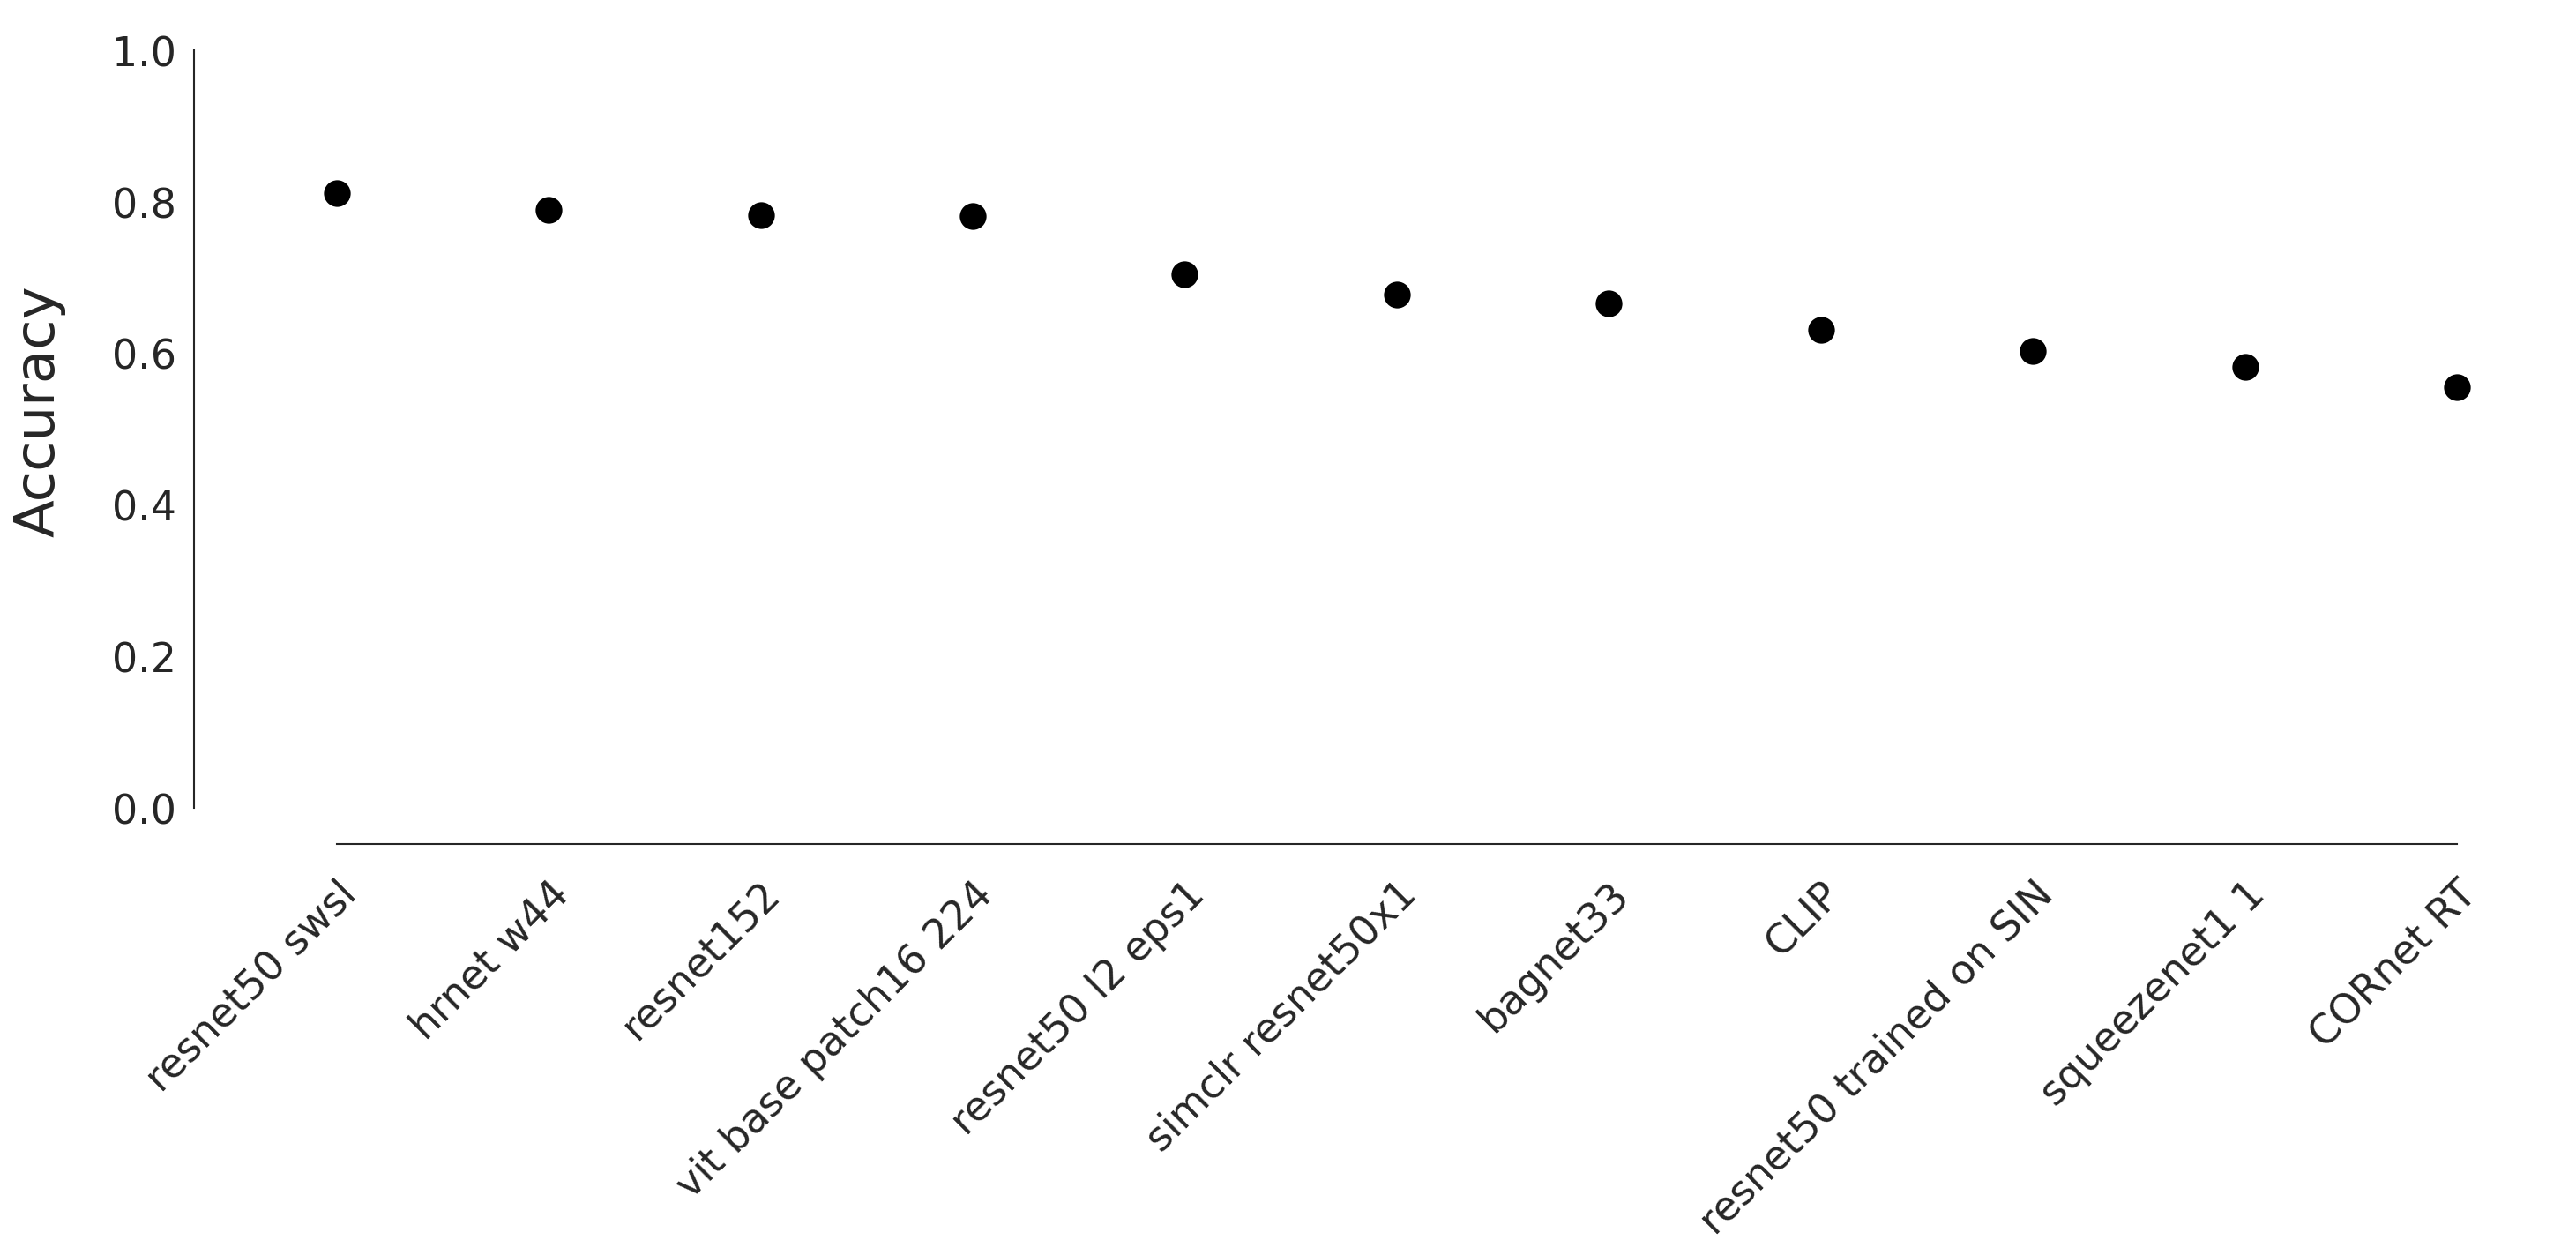 1.0
0.8
0.6
0.4
0.2
0.0
Accuracy
resnet50 swsl
hrnet w44
resnet152
vit base patch16 224
resnet50 l2 eps1
simclr resnet50x1
bagnet33
CLIP
resnet50 trained on SIN
squeezenet1 1
CORnet RT